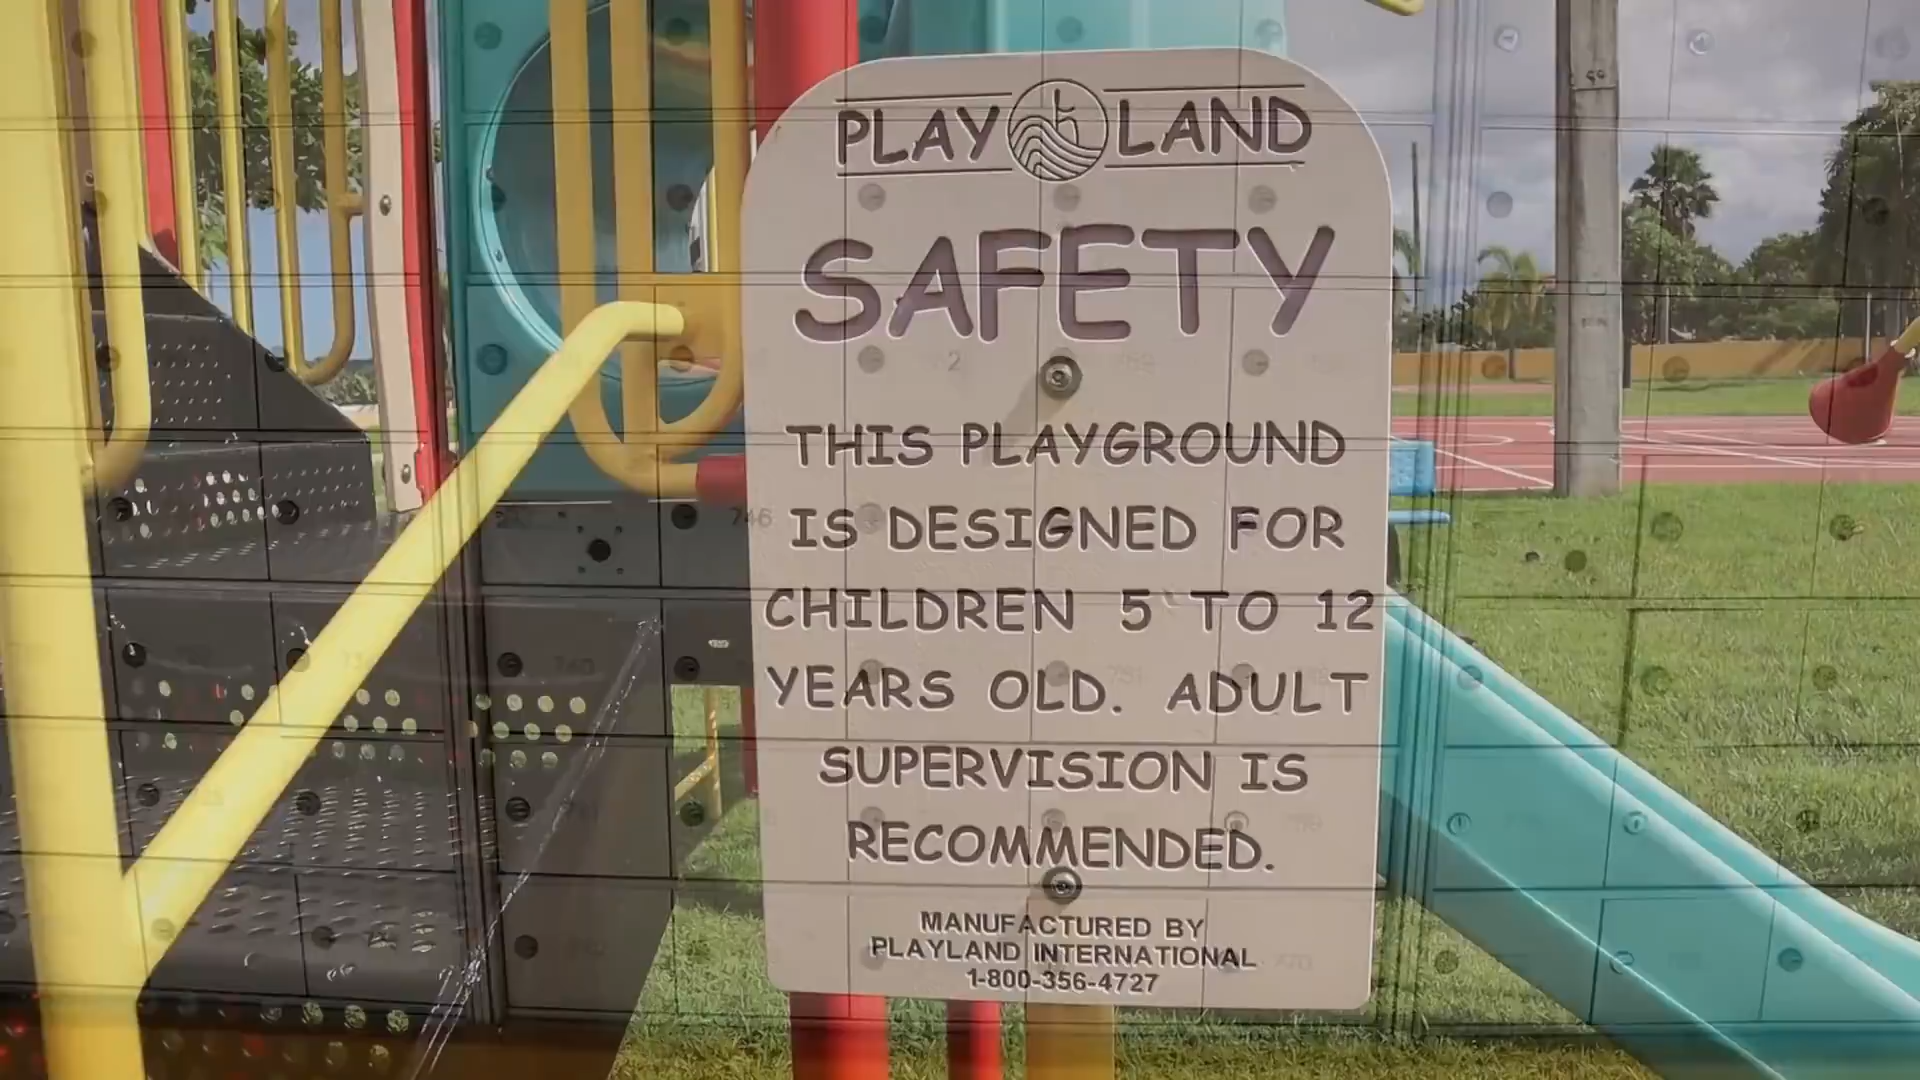 PLAY LAND
SAFETY
THIS PLAYGROUND
IS DESIGNED FOR
CHILDREN 5 TO 12
YEARS OLD. ADULT
SUPERVISION IS
RECOMMENDED.
MANUFACTURED BY
PLAYLAND INTERNATIONAL
1-800-356-4727
746